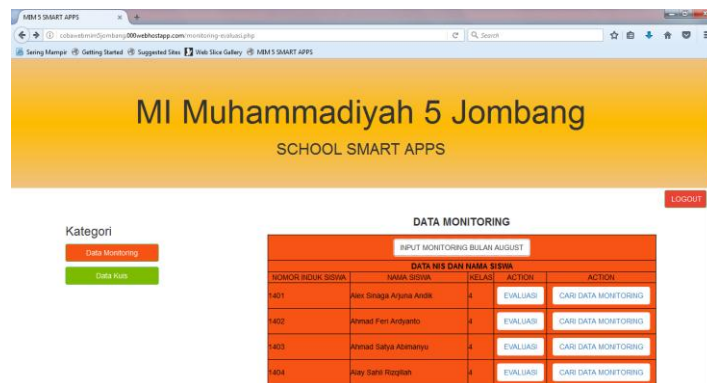 MIM 5 SMART APPS
cobawebmim5jombang.000webhostapp.com/monitoring-evaluasi.php
Search
Sering Mampir Getting Started Suggested Sites Web Slice Gallery MIM 5 SMART APPS
MI Muhammadiyah 5 Jombang
SCHOOL SMART APPS
LOGOUT
Kategori
Data Monitoring
Data Kuis
DATA MONITORING
INPUT MONITORING BULAN AUGUST
DATA NIS DAN NAMA SISWA
NOMOR INDUK SISWA NAMA SISWA KELAS ACTION ACTION
1401 Alex Sinaga Arjuna Andik 4 EVALUASI CARI DATA MONITORING
1402 Ahmad Feri Ardyanto 4 EVALUASI CARI DATA MONITORING
1403 Ahmad Satya Abimanyu 4 EVALUASI CARI DATA MONITORING
1404 Alay Sahil Rizqillah 4 EVALUASI CARI DATA MONITORING